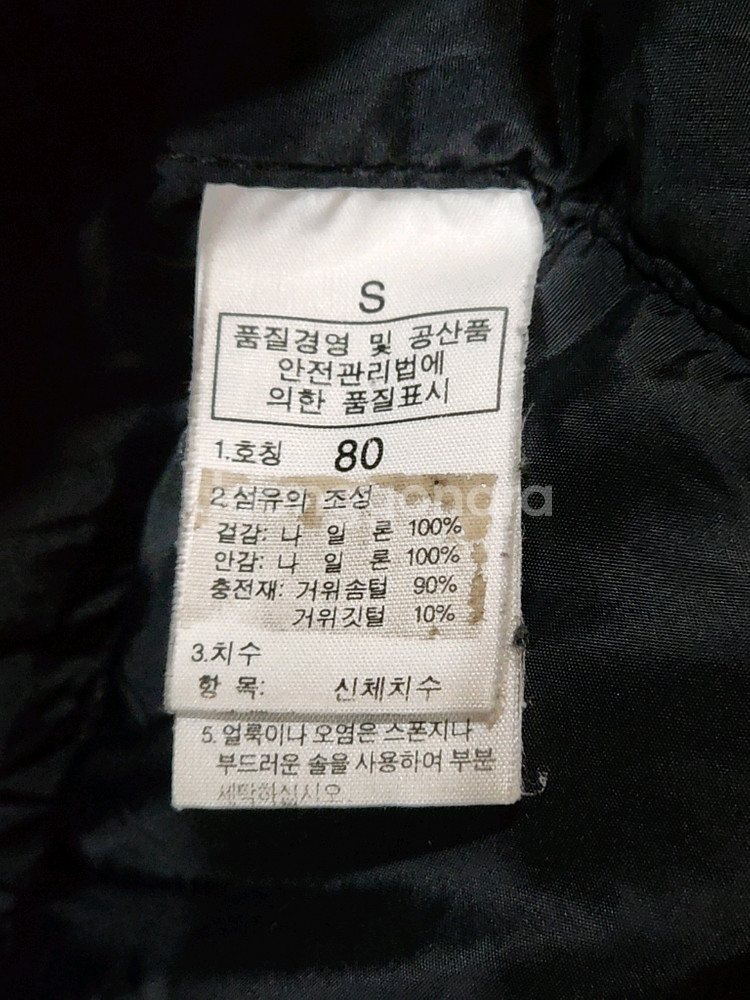 S
품질경영 및 공산품
안전관리법에
의한 품질표시
1.호칭 80
2.섬유의 조성
겉감: 나 일 론 100%
안감: 나 일 론 100%
충전재: 거위솜털 90%
거위깃털 10%
3.치수
항 목: 신체치수
5. 얼룩이나 오염은 스폰지나
부드러운 솔을 사용하여 부분
세탁하십시오.